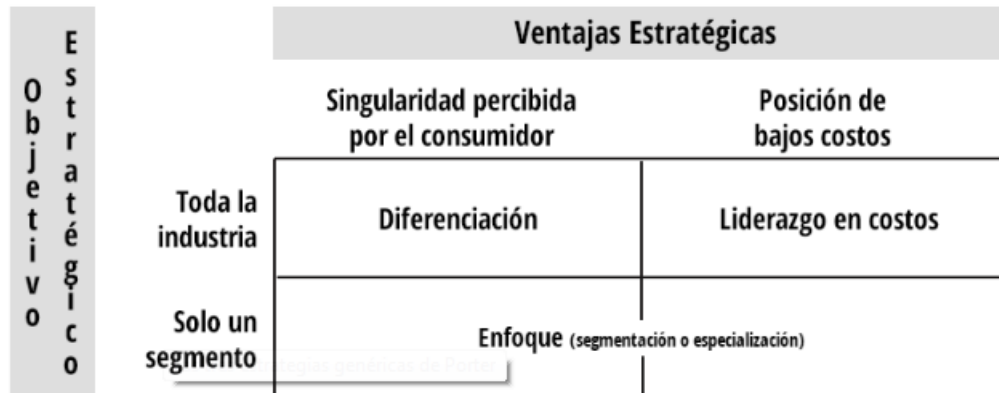 Objetivo
Estratégico
Ventajas Estratégicas
Singularidad percibida
por el consumidor
Posición de
bajos costos
Toda la
industria
Diferenciación
Liderazgo en costos
Solo un
segmento
Enfoque (segmentación o especialización)
genéricas de Porter